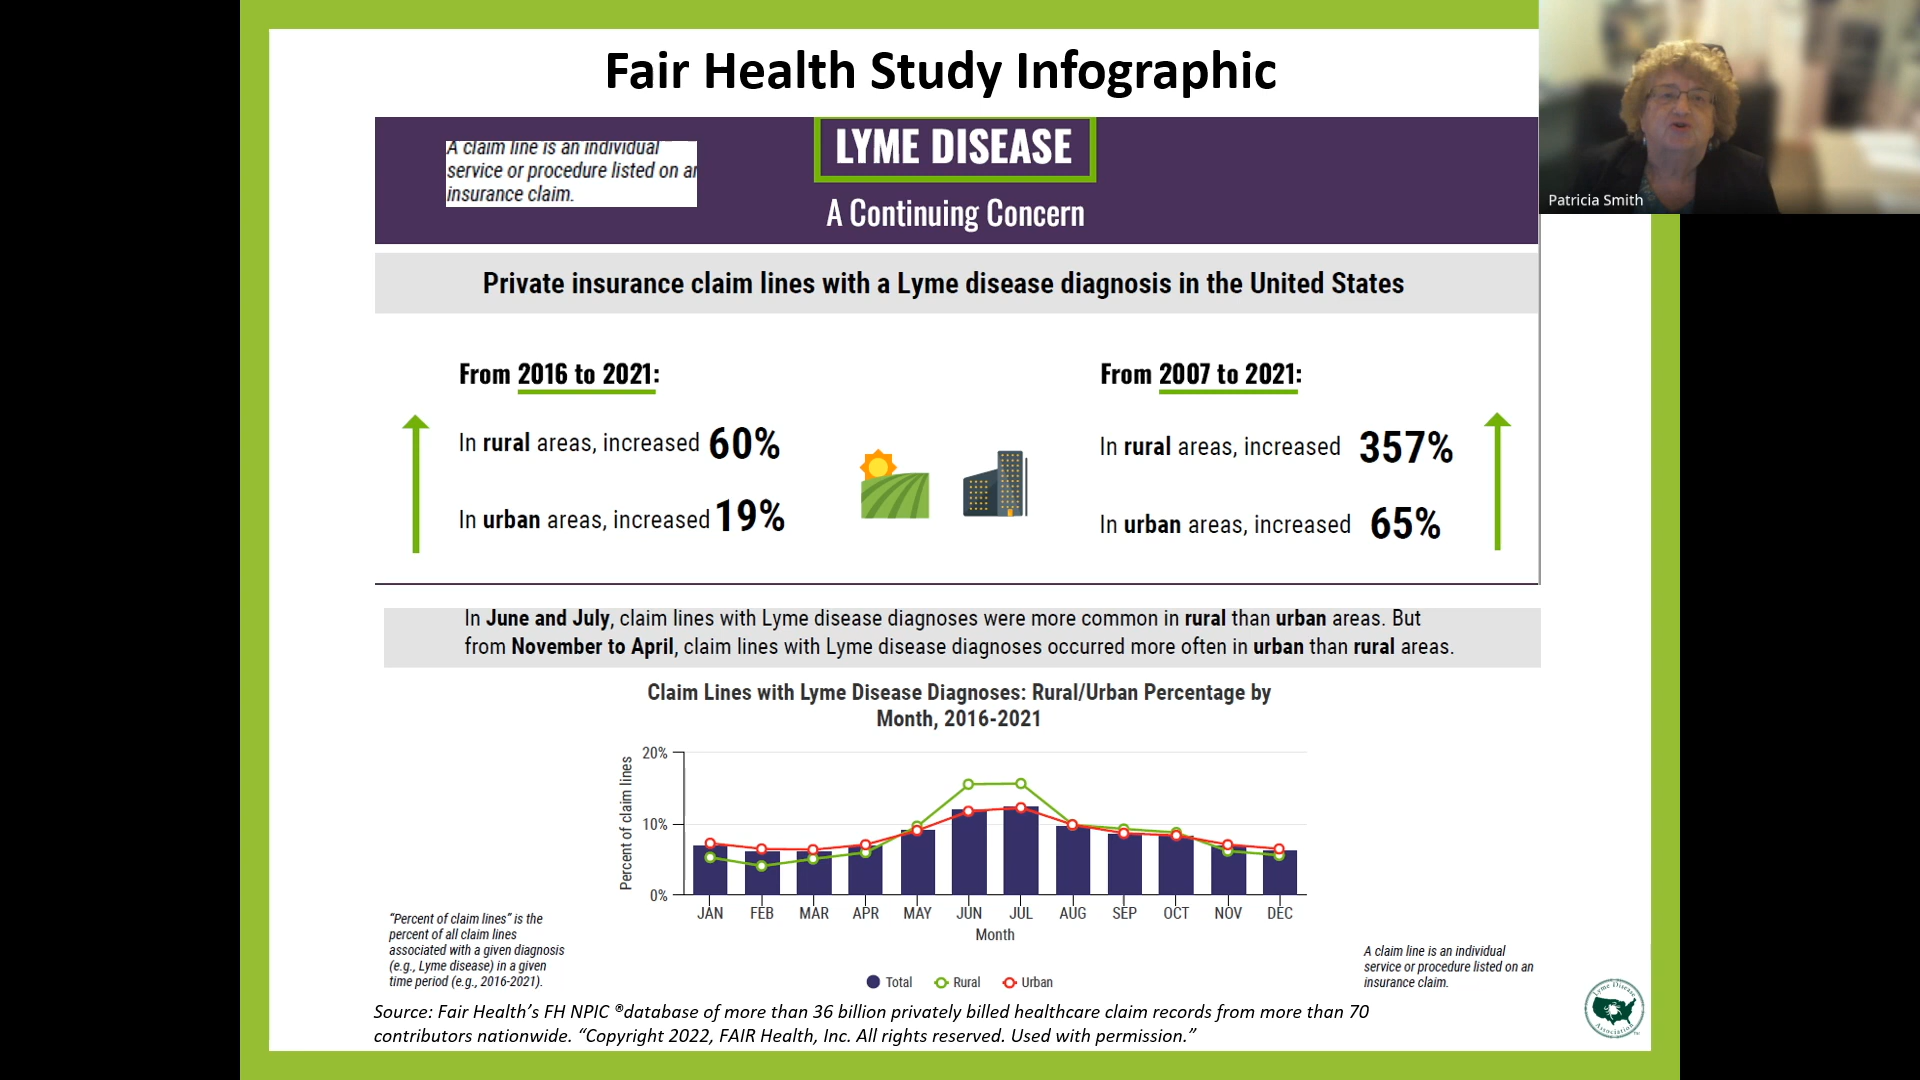 Fair Health Study Infographic
A claim line is an individual
service or procedure listed on an
insurance claim.
LYME DISEASE
A Continuing Concern
Patricia Smith
Private insurance claim lines with a Lyme disease diagnosis in the United States
From 2016 to 2021:
In rural areas, increased 60%
In urban areas, increased 19%
From 2007 to 2021:
In rural areas, increased 357%
In urban areas, increased 65%
In June and July, claim lines with Lyme disease diagnoses were more common in rural than urban areas. But
from November to April, claim lines with Lyme disease diagnoses occurred more often in urban than rural areas.
Claim Lines with Lyme Disease Diagnoses: Rural/Urban Percentage by
Month, 2016-2021
Percent of claim lines
20%
10%
0%
JAN FEB MAR APR MAY JUN JUL AUG SEP OCT NOV DEC
Month
Total Rural Urban
"Percent of claim lines" is the
percent of all claim lines
associated with a given diagnosis
(e.g., Lyme disease) in a given
time period (e.g., 2016-2021).
A claim line is an individual
service or procedure listed on an
insurance claim.
Source: Fair Health's FH NPIC ®database of more than 36 billion privately billed healthcare claim records from more than 70
contributors nationwide. "Copyright 2022, FAIR Health, Inc. All rights reserved. Used with permission."
Lyme Disease
Association